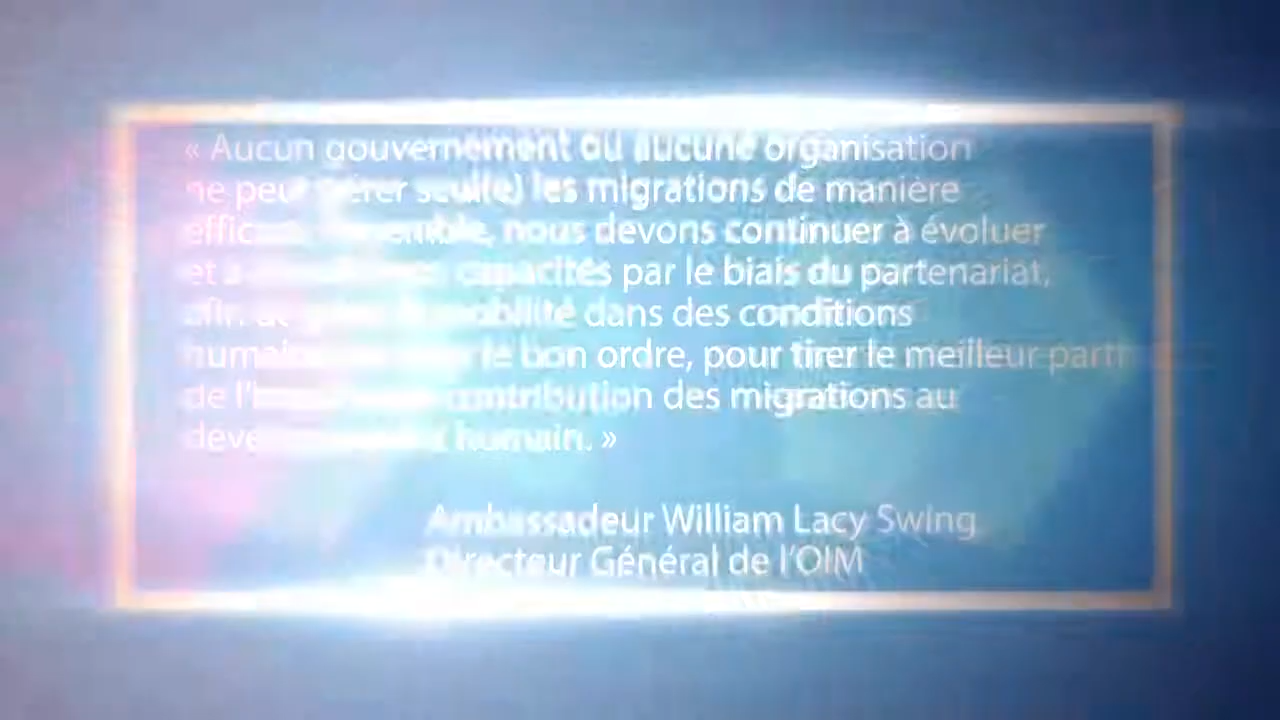 « Aucun gouvernement ou aucune organisation
ne peut gérer seul(e) les migrations de manière
Ensemble, nous devons continuer à évoluer
et à capacités par le biais du partenariat,
afin de mobilité dans des conditions
humaines le bon ordre, pour tirer le meilleur parti
de contribution des migrations au
humain. »
Ambassadeur William Lacy Swing
Directeur Général de l'OIM